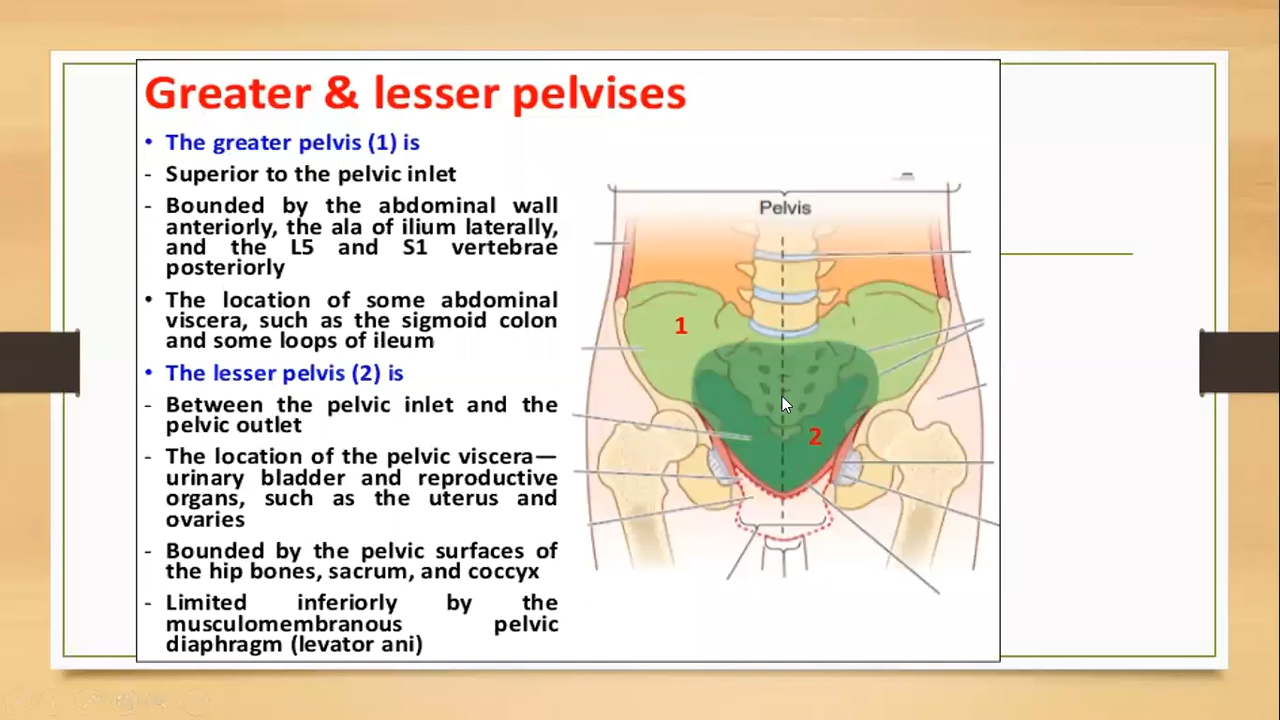 Greater & lesser pelvises
• The greater pelvis (1) is
- Superior to the pelvic inlet
- Bounded by the abdominal wall
anteriorly, the ala of ilium laterally,
and the L5 and S1 vertebrae
posteriorly
• The location of some abdominal
viscera, such as the sigmoid colon
and some loops of ileum
• The lesser pelvis (2) is
- Between the pelvic inlet and the
pelvic outlet
- The location of the pelvic viscera—
urinary bladder and reproductive
organs, such as the uterus and
ovaries
- Bounded by the pelvic surfaces of
the hip bones, sacrum, and coccyx
- Limited inferiorly by the
musculomembranous pelvic
diaphragm (levator ani)
Pelvis
1
2